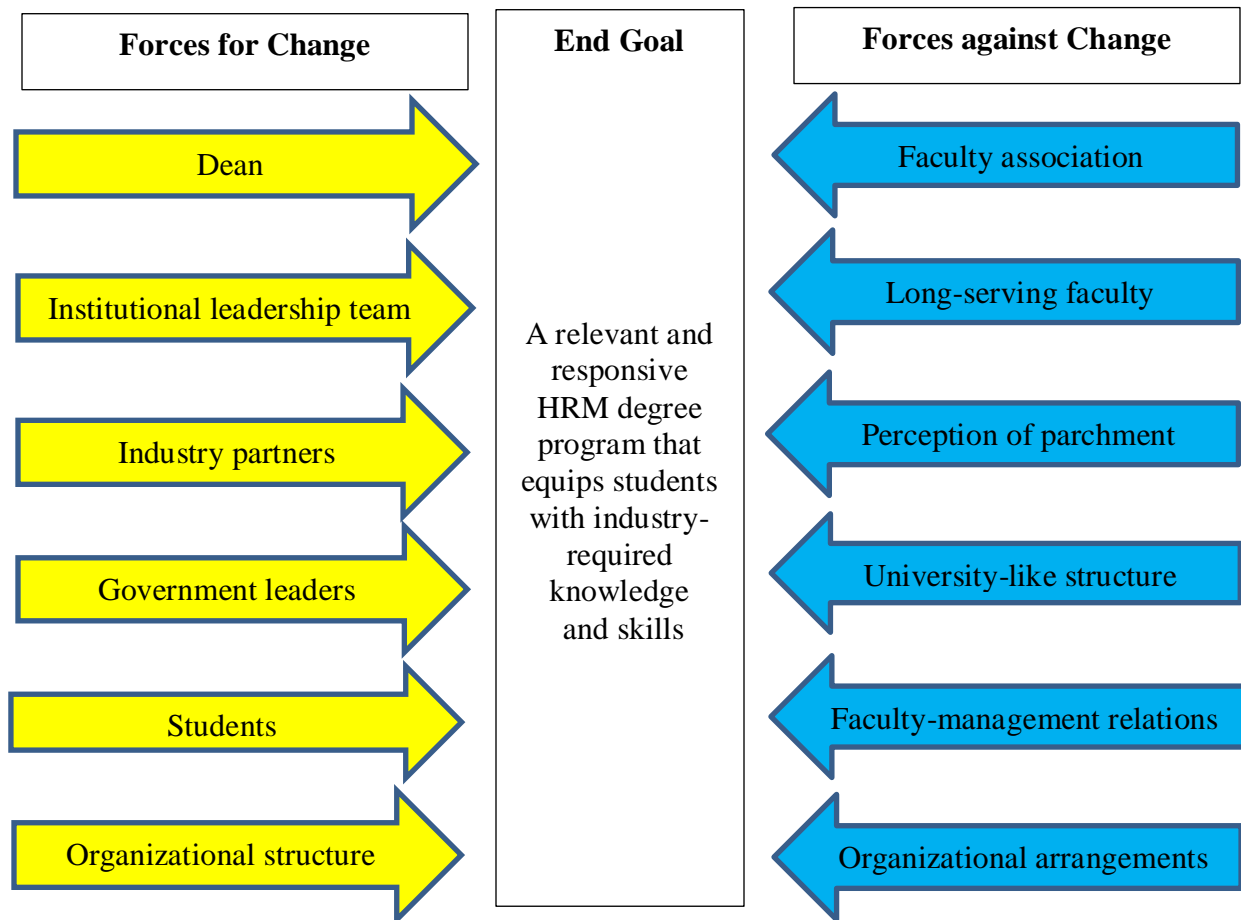 Forces for Change
Dean
Institutional leadership team
Industry partners
Government leaders
Students
Organizational structure
End Goal
A relevant and
responsive
HRM degree
program that
equips students
with industry-
required
knowledge
and skills
Forces against Change
Faculty association
Long-serving faculty
Perception of parchment
University-like structure
Faculty-management relations
Organizational arrangements